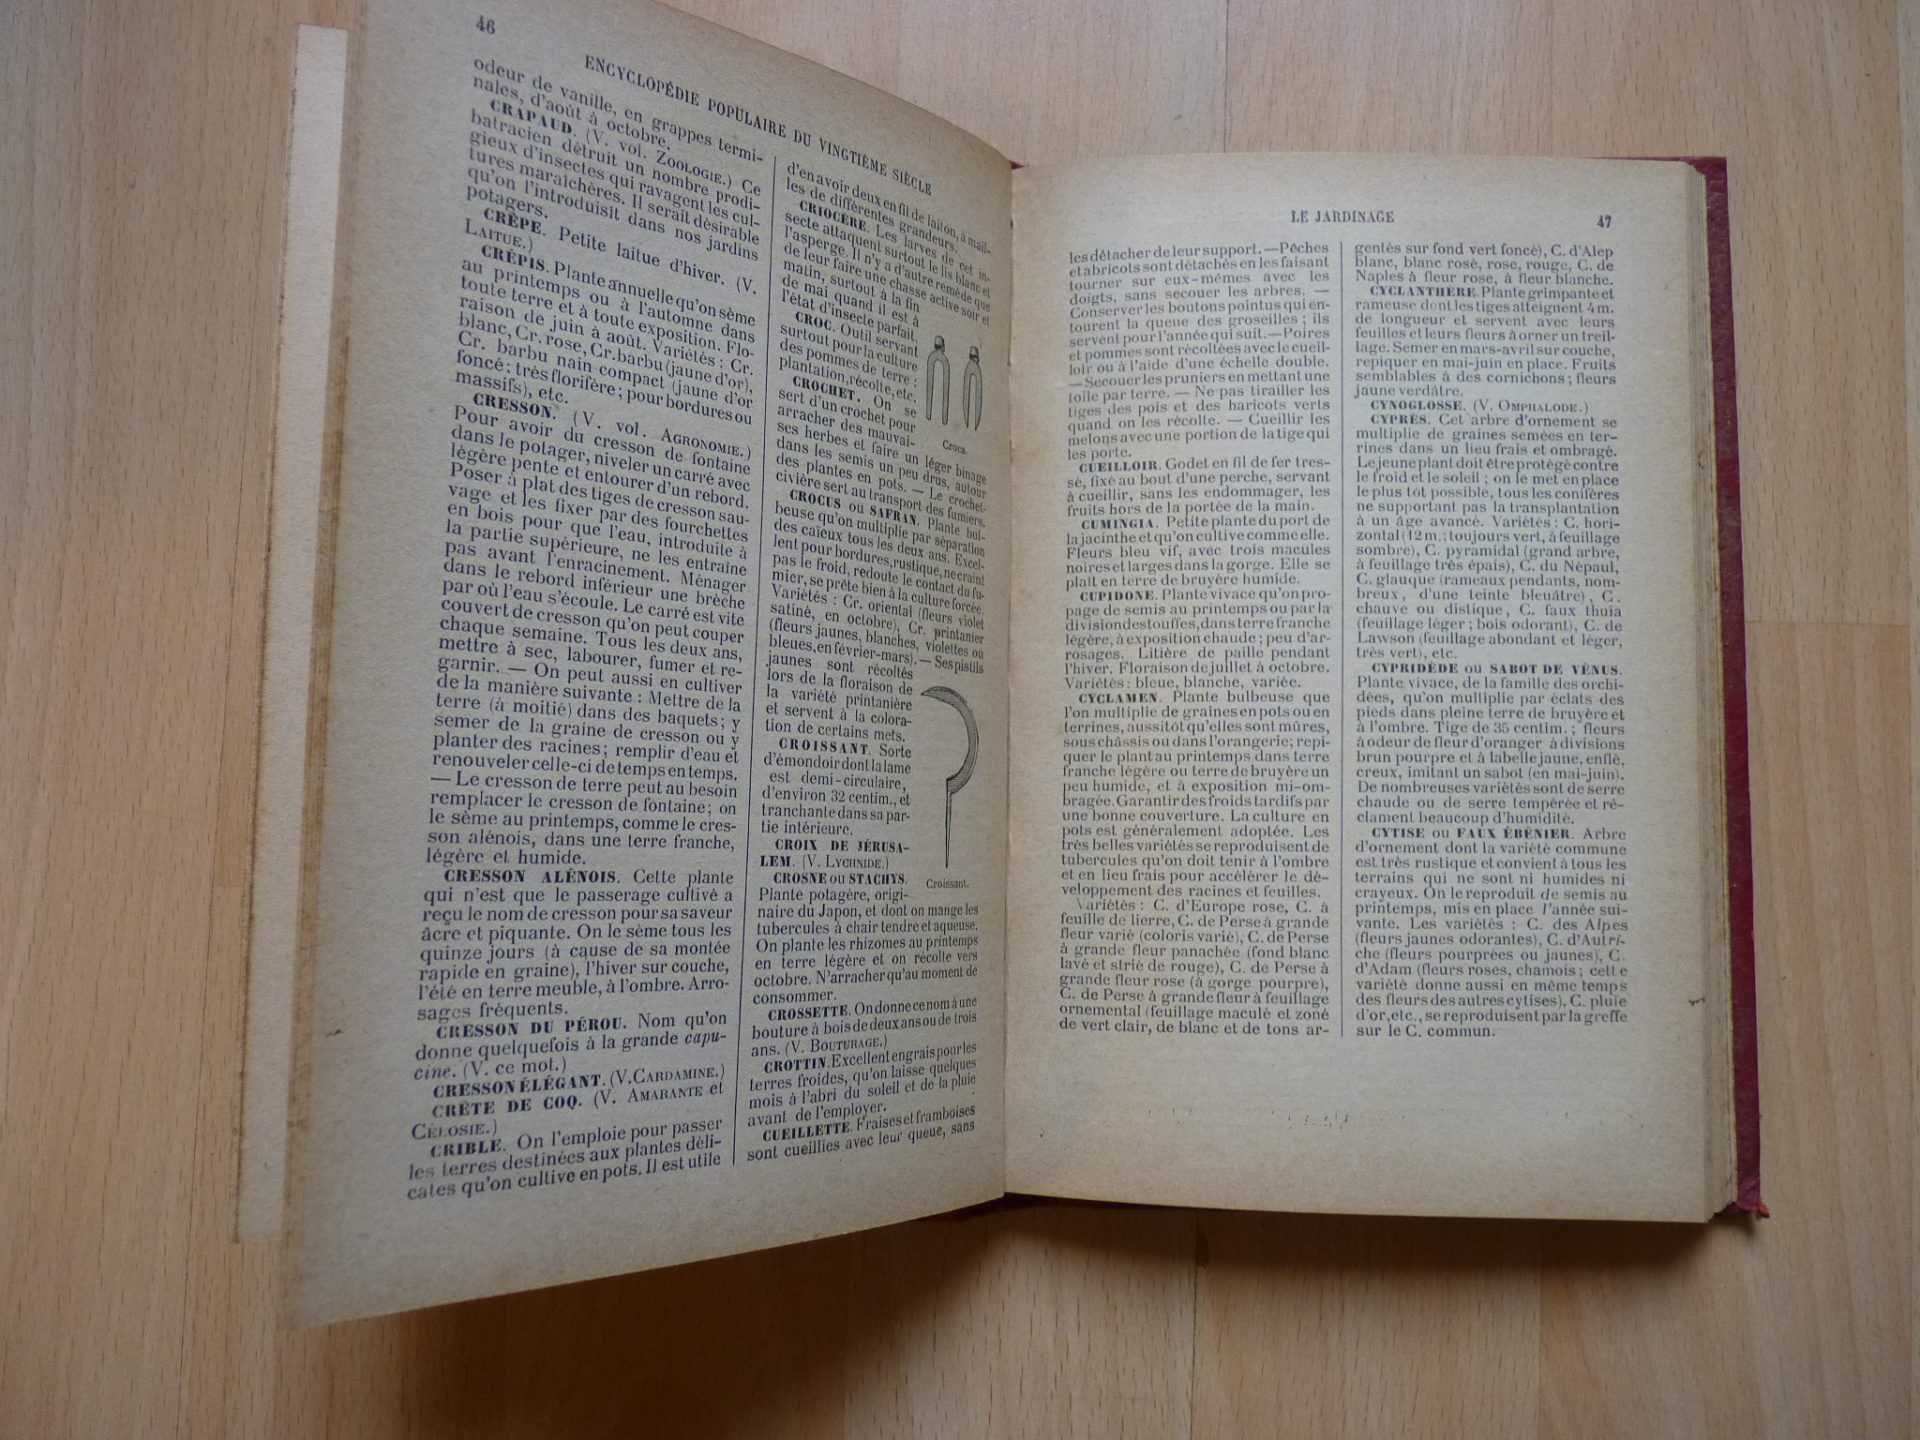 46
ENCYCLOPÉDIE POPULAIRE DU VINGTIÈME SIÈCLE
odeur de vanille, en grappes termi-
nales, d'août à octobre.
CRAPAUD. (V. vol. ZOOLOGIE.) Ce
batracien détruit un nombre prodi-
gieux d'insectes qui ravagent les cul-
tures maraîchères. Il serait désirable
qu'on l'introduisît dans nos jardins
potagers.
CRÊPE. Petite laitue d'hiver. (V.
LAITUE.)
CRÉPIS. Plante annuelle qu'on sème
au printemps ou à l'automne dans
toute terre et à toute exposition. Flo-
raison de juin à août. Variétés : Cr.
blanc, Cr. rose, Cr. barbu (jaune d'or),
Cr. barbu nain compact (jaune d'or
foncé; très florifère; pour bordures ou
massifs), etc.
CRESSON. (V. vol. AGRONOMIE.)
Pour avoir du cresson de fontaine
dans le potager, niveler un carré avec
légère pente et entourer d'un rebord.
Poser à plat des tiges de cresson sau-
vage et les fixer par des fourchettes
en bois pour que l'eau, introduite à
la partie supérieure, ne les entraîne
pas avant l'enracinement. Ménager
dans le rebord inférieur une brèche
par où l'eau s'écoule. Le carré est vite
couvert de cresson qu'on peut couper
chaque semaine. Tous les deux ans,
mettre à sec, labourer, fumer et re-
garnir. — On peut aussi en cultiver
de la manière suivante : Mettre de la
terre (à moitié) dans des baquets; y
semer de la graine de cresson ou y
planter des racines; remplir d'eau et
renouveler celle-ci de temps en temps.
— Le cresson de terre peut au besoin
remplacer le cresson de fontaine; on
le sème au printemps, comme le cres-
son alénois, dans une terre franche,
légère et humide.
CRESSON ALÉNOIS. Cette plante
qui n'est que le passerage cultivé a
reçu le nom de cresson pour sa saveur
âcre et piquante. On le sème tous les
quinze jours (à cause de sa montée
rapide en graine), l'hiver sur couche,
l'été en terre meuble, à l'ombre. Arro-
sages fréquents.
CRESSON DU PÉROU. Nom qu'on
donne quelquefois à la grande capu-
cine. (V. ce mot.)
CRESSON ÉLÉGANT. (V. CARDAMINE.)
CRÊTE DE COQ. (V. AMARANTE et
CÉLOSIE.)
CRIBLE. On l'emploie pour passer
les terres destinées aux plantes déli-
cates qu'on cultive en pots. Il est utile
d'en avoir deux en fil de laiton, à mail-
les de différentes grandeurs.
CRIOCÈRE. Les larves de cet in-
secte attaquent surtout le lis blanc et
l'asperge. Il n'y a d'autre remède que
de leur faire une chasse active soir et
matin, surtout à la fin
de mai quand il est à
l'état d'insecte parfait.
CROC. Outil servant
surtout pour la culture
des pommes de terre :
plantation, récolte, etc.
CROCHET. On se
sert d'un crochet pour
arracher des mauvai-
ses herbes et faire un léger binage
dans les semis un peu drus, autour
des plantes en pots. — Le crochet-
civière sert au transport des fumiers.
Crocs.
CROCUS OU SAFRAN. Plante bul-
beuse qu'on multiplie par séparation
des caïeux tous les deux ans. Excel-
lent pour bordures, rustique, ne craint
pas le froid, redoute le contact du fu-
mier, se prête bien à la culture forcée.
Variétés : Cr. oriental (fleurs violet
satiné, en octobre), Cr. printanier
(fleurs jaunes, blanches, violettes ou
bleues, en février-mars). — Ses pistils
jaunes sont récoltés
lors de la floraison de
la variété printanière
et servent à la colora-
tion de certains mets.
CROISSANT. Sorte
d'émondoir dont la lame
est demi-circulaire,
d'environ 32 centim., et
tranchante dans sa par-
tie intérieure.
CROIX DE JÉRUSA-
LEM. (V. LYCHNIDE.)
CROSNE ou STACHYS.
Croissant.
Plante potagère, origi-
naire du Japon, et dont on mange les
tubercules à chair tendre et aqueuse.
On plante les rhizomes au printemps
en terre légère et on récolte vers
octobre. N'arracher qu'au moment de
consommer.
CROSSETTE. On donne ce nom à une
bouture à bois de deux ans ou de trois
ans. (V. BOUTURAGE.)
CROTTIN. Excellent engrais pour les
terres froides, qu'on laisse quelques
mois à l'abri du soleil et de la pluie
avant de l'employer.
CUEILLETTE. Fraises et framboises
sont cueillies avec leur queue, sans
LE JARDINAGE
47
les détacher de leur support. — Pêches
et abricots sont détachés en les faisant
tourner sur eux-mêmes avec les
doigts, sans secouer les arbres. —
Conserver les boutons pointus qui en-
tourent la queue des groseilles; ils
servent pour l'année qui suit. — Poires
et pommes sont récoltées avec le cueil-
loir ou à l'aide d'une échelle double.
— Secouer les pruniers en mettant une
toile par terre. — Ne pas tirailler les
tiges des pois et des haricots verts
quand on les récolte. — Cueillir les
melons avec une portion de la tige qui
les porte.
CUEILLOIR. Godet en fil de fer tres-
sé, fixé au bout d'une perche, servant
à cueillir, sans les endommager, les
fruits hors de la portée de la main.
CUMINGIA. Petite plante du port de
la jacinthe et qu'on cultive comme elle.
Fleurs bleu vif, avec trois macules
noires et larges dans la gorge. Elle se
plaît en terre de bruyère humide.
CUPIDONE. Plante vivace qu'on pro-
page de semis au printemps ou par la
division des touffes, dans terre franche
légère, à exposition chaude; peu d'ar-
rosages. Litière de paille pendant
l'hiver. Floraison de juillet à octobre.
Variétés : bleue, blanche, variée.
CYCLAMEN. Plante bulbeuse que
l'on multiplie de graines en pots ou en
terrines, aussitôt qu'elles sont mûres,
sous châssis ou dans l'orangerie; repi-
quer le plant au printemps dans terre
franche légère ou terre de bruyère un
peu humide, et à exposition mi-om-
bragée. Garantir des froids tardifs par
une bonne couverture. La culture en
pots est généralement adoptée. Les
très belles variétés se reproduisent de
tubercules qu'on doit tenir à l'ombre
et en lieu frais pour accélérer le dé-
veloppement des racines et feuilles.
Variétés : C. d'Europe rose, C. à
feuille de lierre, C. de Perse à grande
fleur varié (coloris varié), C. de Perse
à grande fleur panachée (fond blanc
lavé et strié de rouge), C. de Perse à
grande fleur rose (à gorge pourpre),
C. de Perse à grande fleur à feuillage
ornemental (feuillage maculé et zoné
de vert clair, de blanc et de tons ar-
gentés sur fond vert foncé), C. d'Alep
blanc, blanc rosé, rose, rouge, C. de
Naples à fleur rose, à fleur blanche.
CYCLANTHÈRE. Plante grimpante et
rameuse dont les tiges atteignent 4 m.
de longueur et servent avec leurs
feuilles et leurs fleurs à orner un treil-
lage. Semer en mars-avril sur couche,
repiquer en mai-juin en place. Fruits
semblables à des cornichons; fleurs
jaune verdâtre.
CYNOGLOSSE. (V. OMPHALODE.)
CYPRÈS. Cet arbre d'ornement se
multiplie de graines semées en ter-
rines dans un lieu frais et ombragé.
Le jeune plant doit être protégé contre
le froid et le soleil; on le met en place
le plus tôt possible, tous les conifères
ne supportant pas la transplantation
à un âge avancé. Variétés : C. hori-
zontal (12 m.; toujours vert, à feuillage
sombre), C. pyramidal (grand arbre,
à feuillage très épais), C. du Népaul,
C. glauque (rameaux pendants, nom-
breux, d'une teinte bleuâtre), C.
chauve ou distique, C. faux thuia
(feuillage léger; bois odorant), C. de
Lawson (feuillage abondant et léger,
très vert), etc.
CYPRIDÈDE ou SABOT DE VÉNUS.
Plante vivace, de la famille des orchi-
dées, qu'on multiplie par éclats des
pieds dans pleine terre de bruyère et
à l'ombre. Tige de 35 centim.; fleurs
à odeur de fleur d'oranger à divisions
brun pourpre et à labelle jaune, enflé,
creux, imitant un sabot (en mai-juin).
De nombreuses variétés sont de serre
chaude ou de serre tempérée et ré-
clament beaucoup d'humidité.
CYTISE ou FAUX ÉBÉNIER. Arbre
d'ornement dont la variété commune
est très rustique et convient à tous les
terrains qui ne sont ni humides ni
crayeux. On le reproduit de semis au
printemps, mis en place l'année sui-
vante. Les variétés : C. des Alpes
(fleurs jaunes odorantes), C. d'Autri-
che (fleurs pourprées ou jaunes), C.
d'Adam (fleurs roses, chamois; cette
variété donne aussi en même temps
des fleurs des autres cytises), C. pluie
d'or, etc., se reproduisent par la greffe
sur le C. commun.